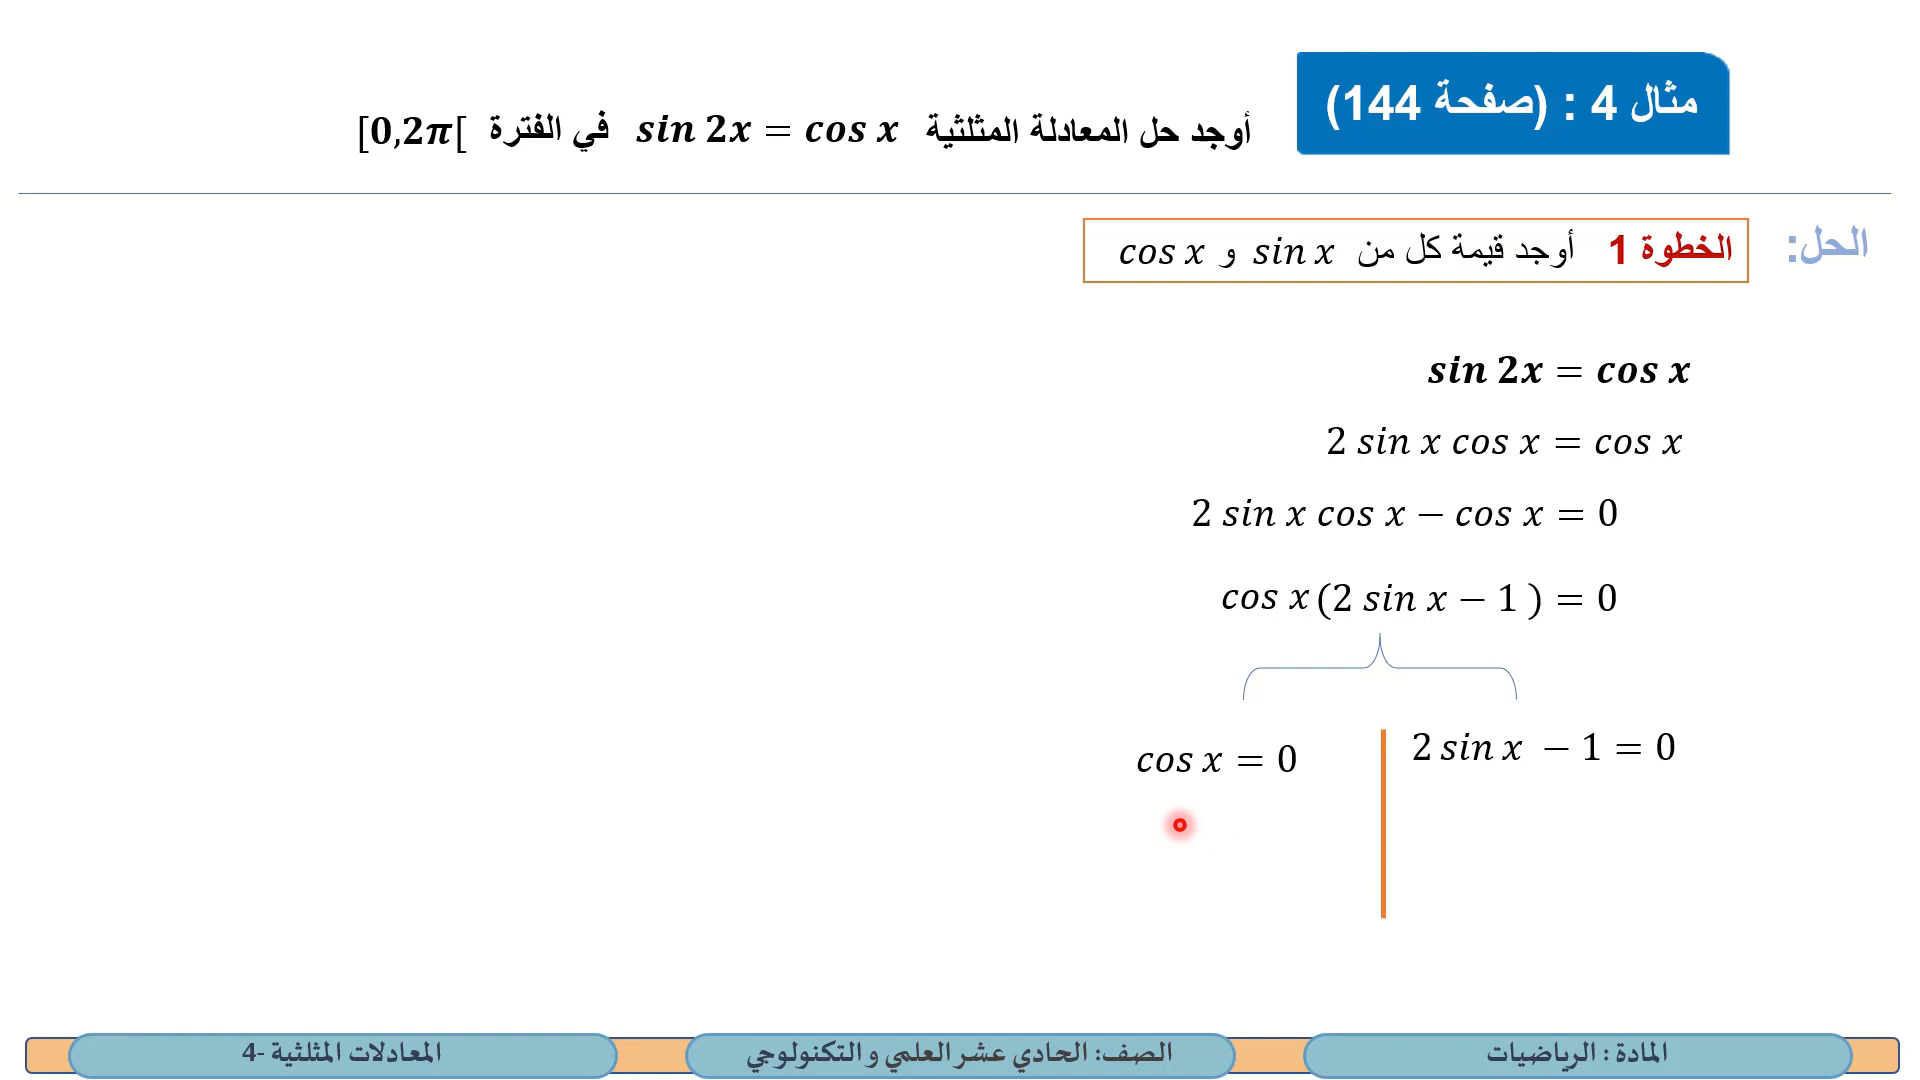 مثال 4 : (صفحة 144)
أوجد حل المعادلة المثلثية sin 2x = cos x في الفترة [0,2π[
الحل:
الخطوة 1 أوجد قيمة كل من sin x و cos x
sin 2x = cos x
2 sin x cos x = cos x
2 sin x cos x − cos x = 0
cos x (2 sin x − 1 ) = 0
cos x = 0
2 sin x − 1 = 0
المادة : الرياضيات
الصف: الحادي عشر العلمي و التكنولوجي
المعادلات المثلثية -4